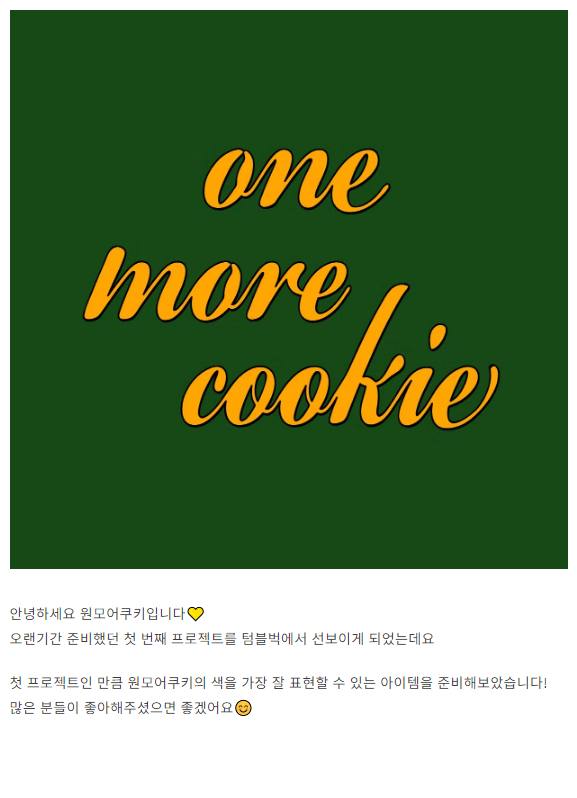 one
more
cookie
안녕하세요 원모어쿠키입니다💛
오랜기간 준비했던 첫 번째 프로젝트를 텀블벅에서 선보이게 되었는데요
첫 프로젝트인 만큼 원모어쿠키의 색을 가장 잘 표현할 수 있는 아이템을 준비해보았습니다!
많은 분들이 좋아해주셨으면 좋겠어요😊